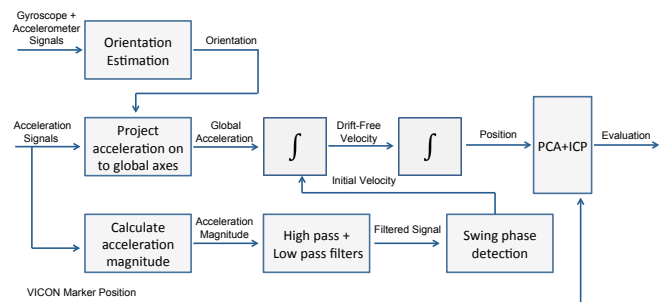 Gyroscope +
Accelerometer
Signals
Orientation
Estimation
Orientation
Acceleration
Signals
Project
acceleration on
to global axes
Global
Acceleration
∫
Drift-Free
Velocity
∫
Position
PCA+ICP
Evaluation
Initial Velocity
Calculate
acceleration
magnitude
Acceleration
Magnitude
High pass +
Low pass filters
Filtered Signal
Swing phase
detection
VICON Marker Position